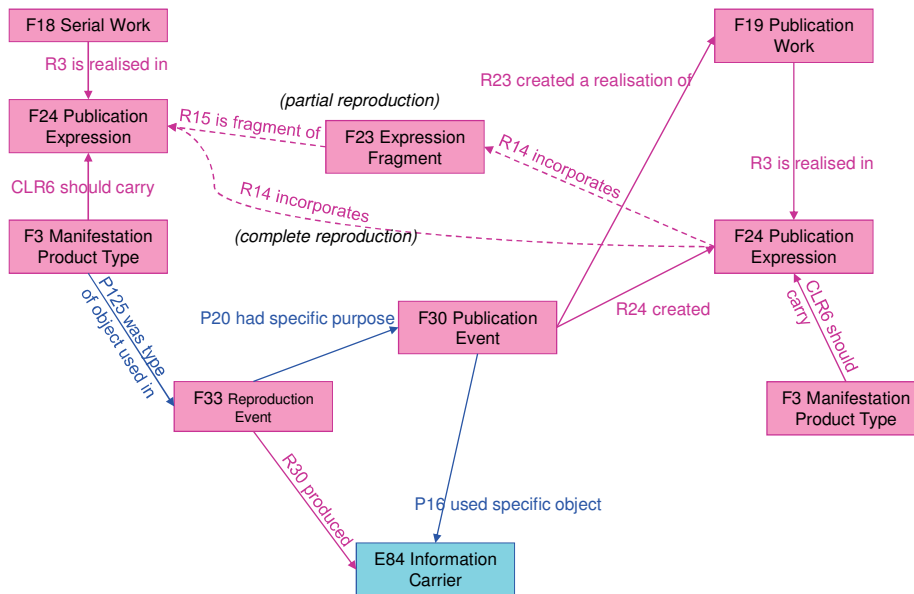 F18 Serial Work
F19 Publication
Work
R3 is realised in
R23 created a realisation of
(partial reproduction)
F24 Publication
Expression
R15 is fragment of
F23 Expression
Fragment
R14 incorporates
R3 is realised in
CLR6 should carry
R14 incorporates
(complete reproduction)
F3 Manifestation
Product Type
F24 Publication
Expression
P125 was type
of object used in
P20 had specific purpose
F30 Publication
Event
R24 created
CLR6 should
carry
F33 Reproduction
Event
F3 Manifestation
Product Type
R30 produced
P16 used specific object
E84 Information
Carrier